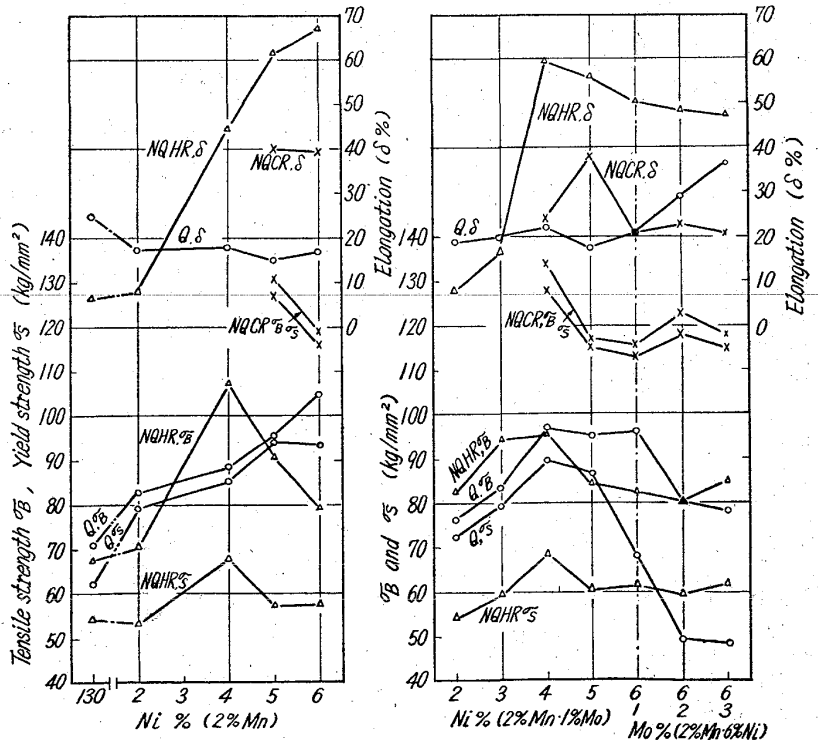 70
60
50
40
30
20
10
0
Elongation (δ %)
140
130
120
110
100
90
80
70
60
50
40
Tensile strength σB , Yield strength σS (kg/mm²)
NQHR.δ
NQCR.δ
Q.δ
NQCR σB σS
NQHR.σB
Q.σB
Q.σS
NQHR.σS
130 2 3 4 5 6
Ni % (2%Mn)
70
60
50
40
30
20
10
0
Elongation (δ %)
140
130
120
110
100
90
80
70
60
50
40
σB and σS (kg/mm²)
NQHR.δ
NQCR.δ
Q.δ
NQCR, σB σS
NQHR, σB
Q, σB
Q, σS
NQHR σS
2 3 4 5 6 6 6
1 2 3
Ni % (2%Mn·1%Mo)
Mo % (2%Mn·6%Ni)